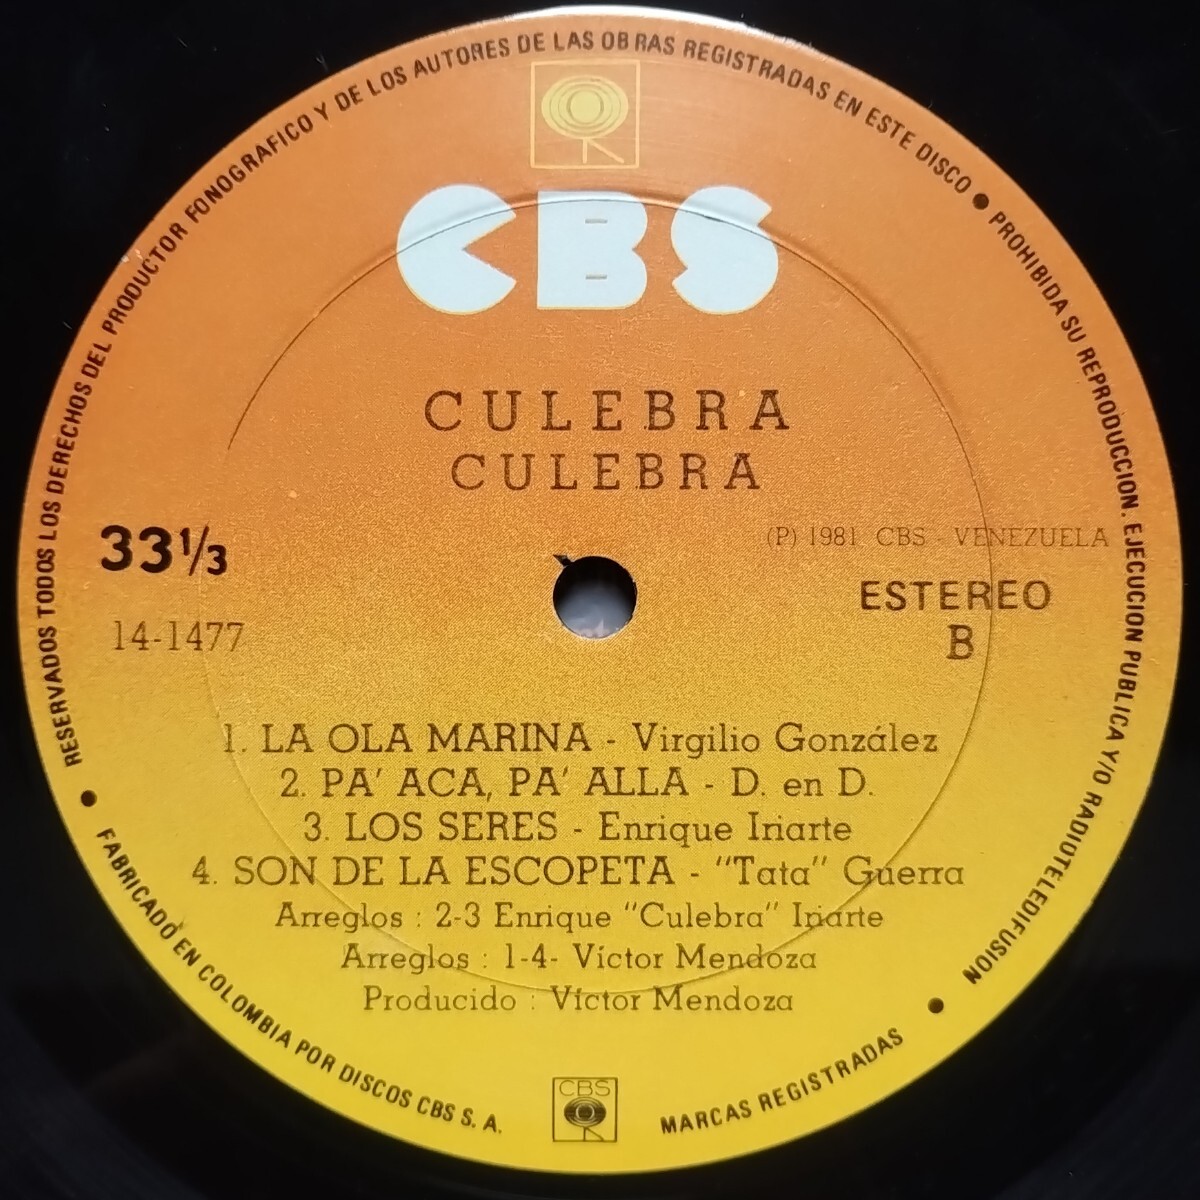 RESERVADOS TODOS LOS DERECHOS DEL PRODUCTOR FONOGRAFICO Y DE LOS AUTORES DE LAS OBRAS REGISTRADAS EN ESTE DISCO • PROHIBIDA SU REPRODUCCION. EJECUCION PUBLICA Y/O RADIOTELEDIFUSION •
CBS
CULEBRA
CULEBRA
33 1/3
(P) 1981 CBS - VENEZUELA
ESTEREO
14-1477
B
1. LA OLA MARINA - Virgilio González
2. PA' ACA, PA' ALLA - D. en D.
3. LOS SERES - Enrique Iriarte
4. SON DE LA ESCOPETA - "Tata" Guerra
Arreglos : 2-3 Enrique "Culebra" Iriarte
Arreglos : 1-4- Víctor Mendoza
Producido : Víctor Mendoza
• FABRICADO EN COLOMBIA POR DISCOS CBS S. A.
CBS
MARCAS REGISTRADAS